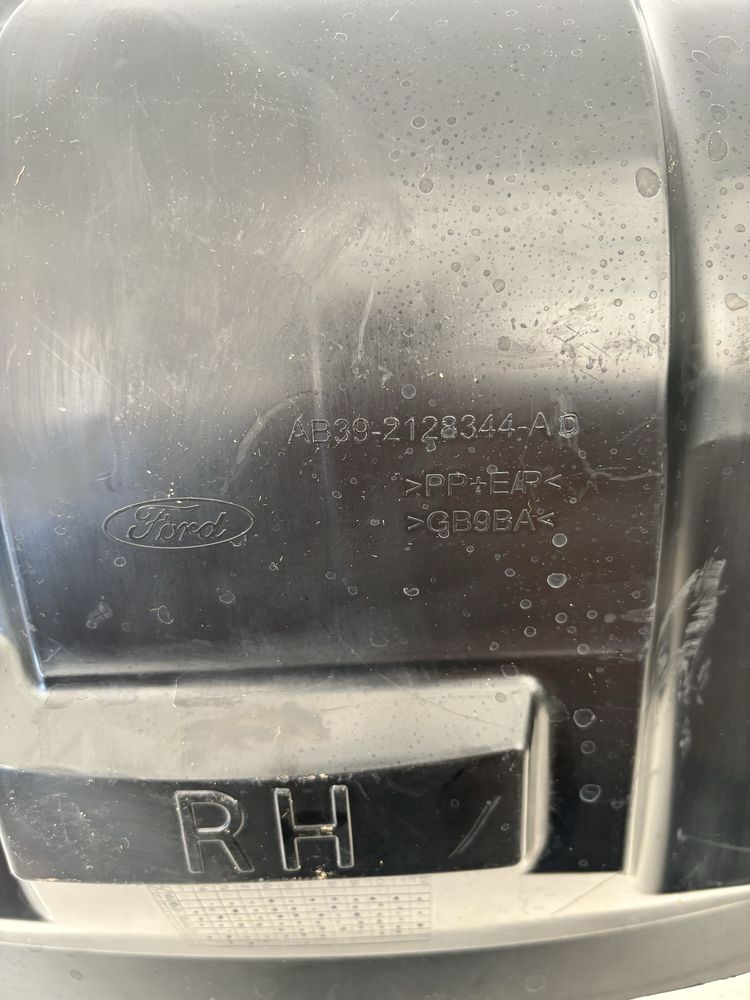 AB39-2128344-AD
>PP+E/P<
>GB9BA<
Ford
RH